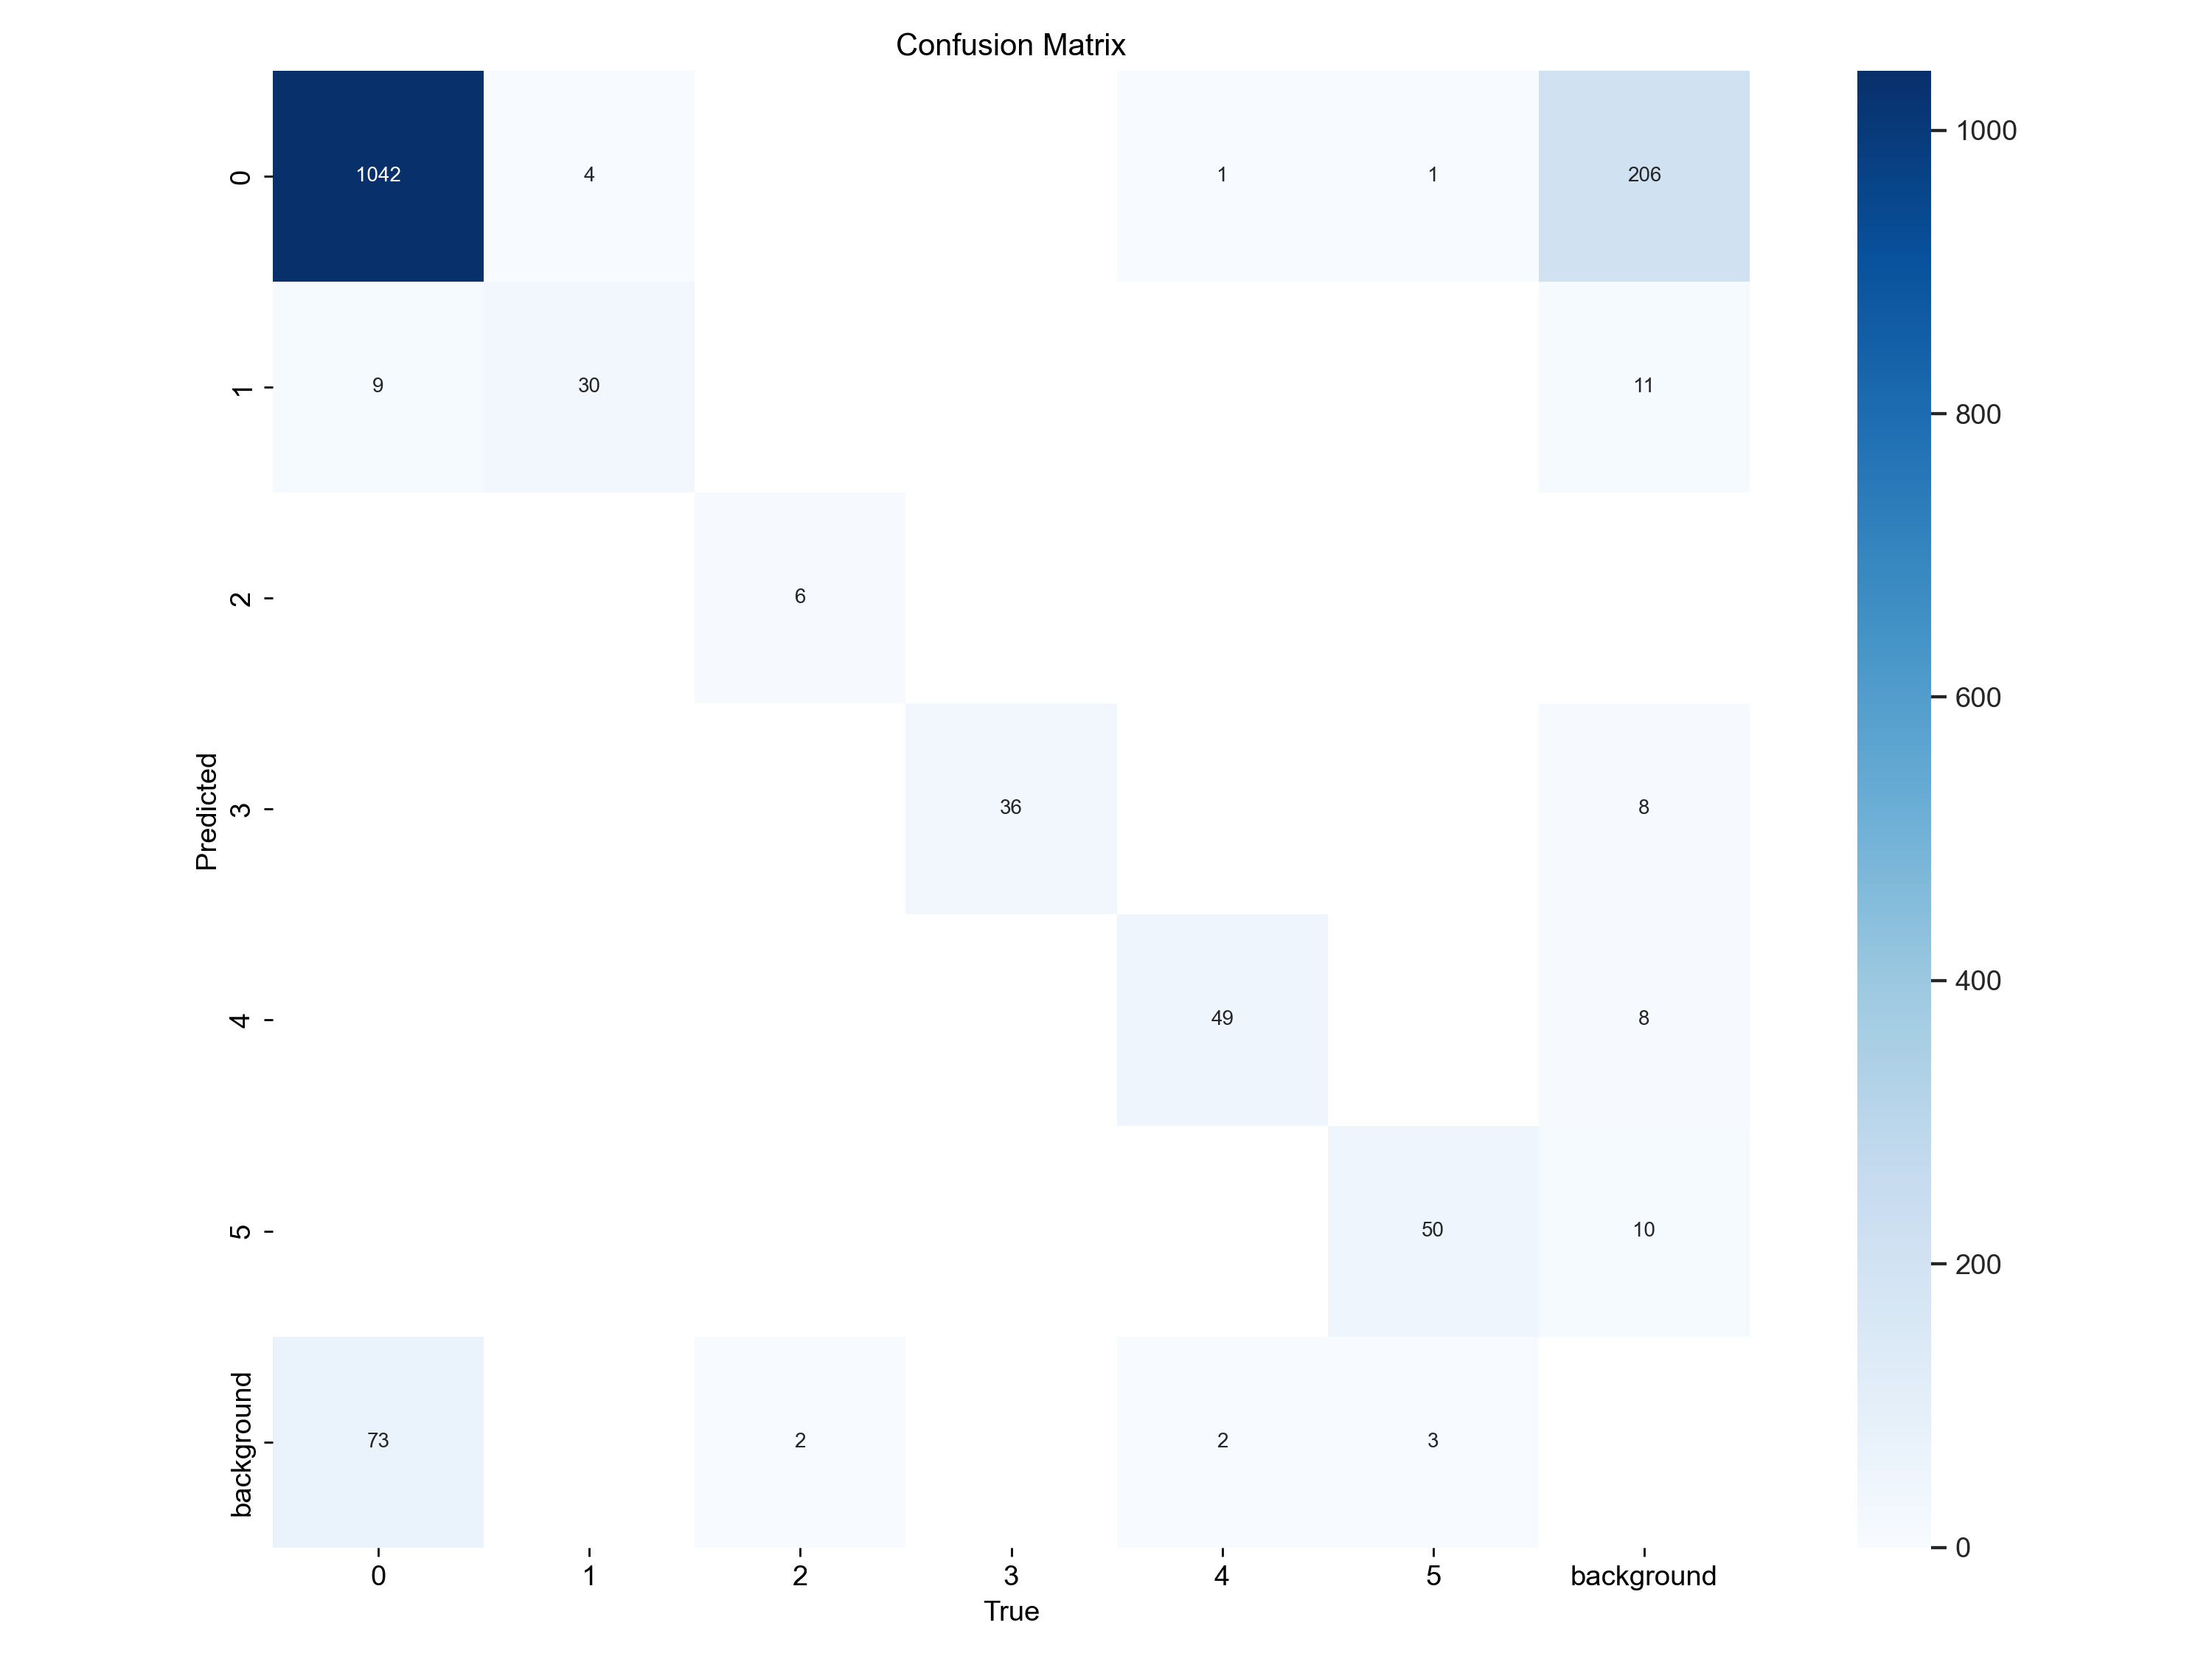 Confusion Matrix
0 1042 4 1 1 206
1 9 30 11
2 6
3 36 8
4 49 8
5 50 10
background 73 2 2 3
0 1 2 3 4 5 background
True
Predicted
1000
800
600
400
200
0